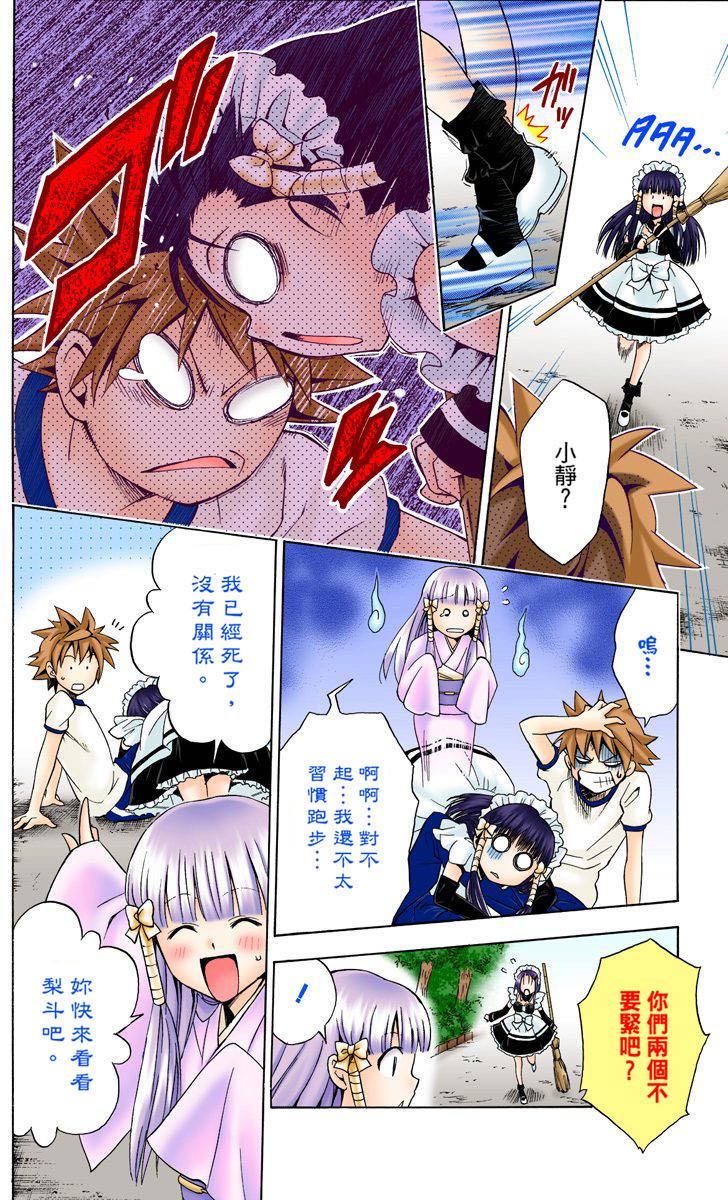 AAA...
ガッ
小靜？
ゴッ
嗚…
啊啊…對不
起…我還不太
習慣跑步…
我已經死了，
沒有關係。
你們兩個不
要緊吧？
！
妳快來看看
梨斗吧。